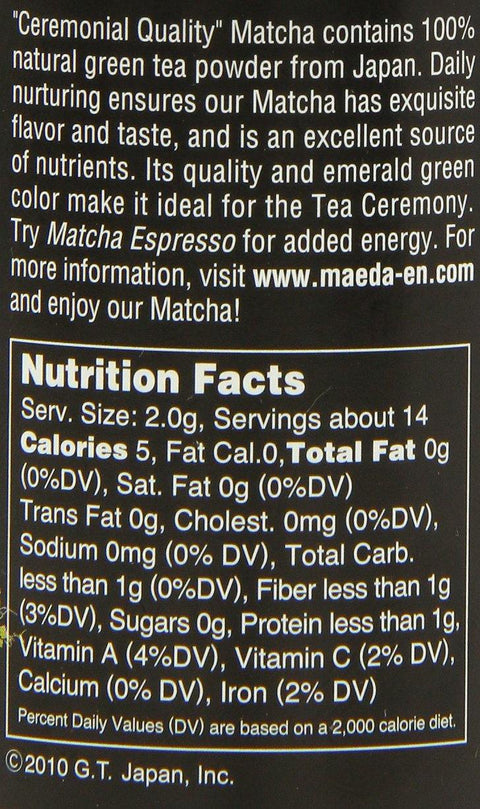 "Ceremonial Quality" Matcha contains 100%
natural green tea powder from Japan. Daily
nurturing ensures our Matcha has exquisite
flavor and taste, and is an excellent source
of nutrients. Its quality and emerald green
color make it ideal for the Tea Ceremony.
Try Matcha Espresso for added energy. For
more information, visit www.maeda-en.com
and enjoy our Matcha!
Nutrition Facts
Serv. Size: 2.0g, Servings about 14
Calories 5, Fat Cal.0,Total Fat 0g
(0%DV), Sat. Fat 0g (0%DV)
Trans Fat 0g, Cholest. 0mg (0%DV),
Sodium 0mg (0% DV), Total Carb.
less than 1g (0%DV), Fiber less than 1g
(3%DV), Sugars 0g, Protein less than 1g,
Vitamin A (4%DV), Vitamin C (2% DV),
Calcium (0% DV), Iron (2% DV)
Percent Daily Values (DV) are based on a 2,000 calorie diet.
©2010 G.T. Japan, Inc.